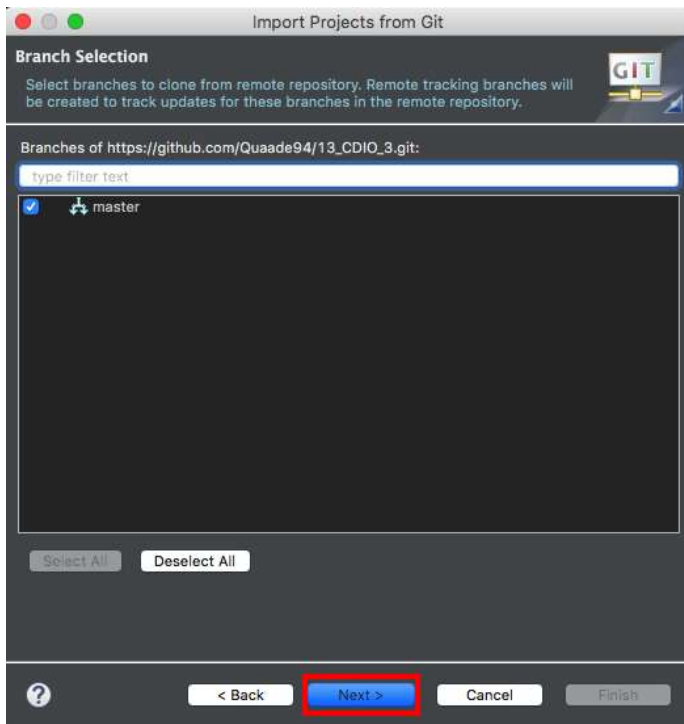 Import Projects from Git
Branch Selection
GIT
Select branches to clone from remote repository. Remote tracking branches will
be created to track updates for these branches in the remote repository.
Branches of https://github.com/Quaade94/13_CDIO_3.git:
type filter text
master
Select All
Deselect All
?
< Back
Next >
Cancel
Finish